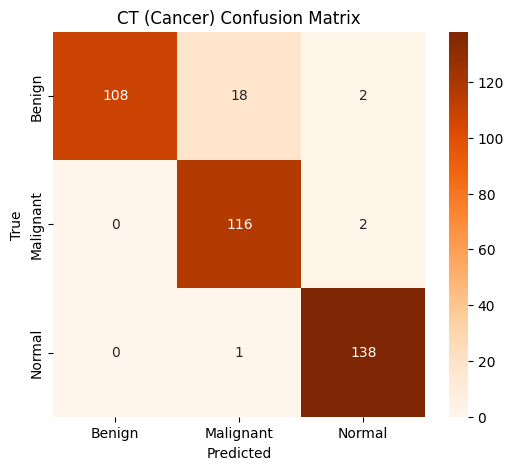 CT (Cancer) Confusion Matrix
True
Benign
108 18 2
Malignant
0 116 2
Normal
0 1 138
Benign Malignant Normal
Predicted
120
100
80
60
40
20
0